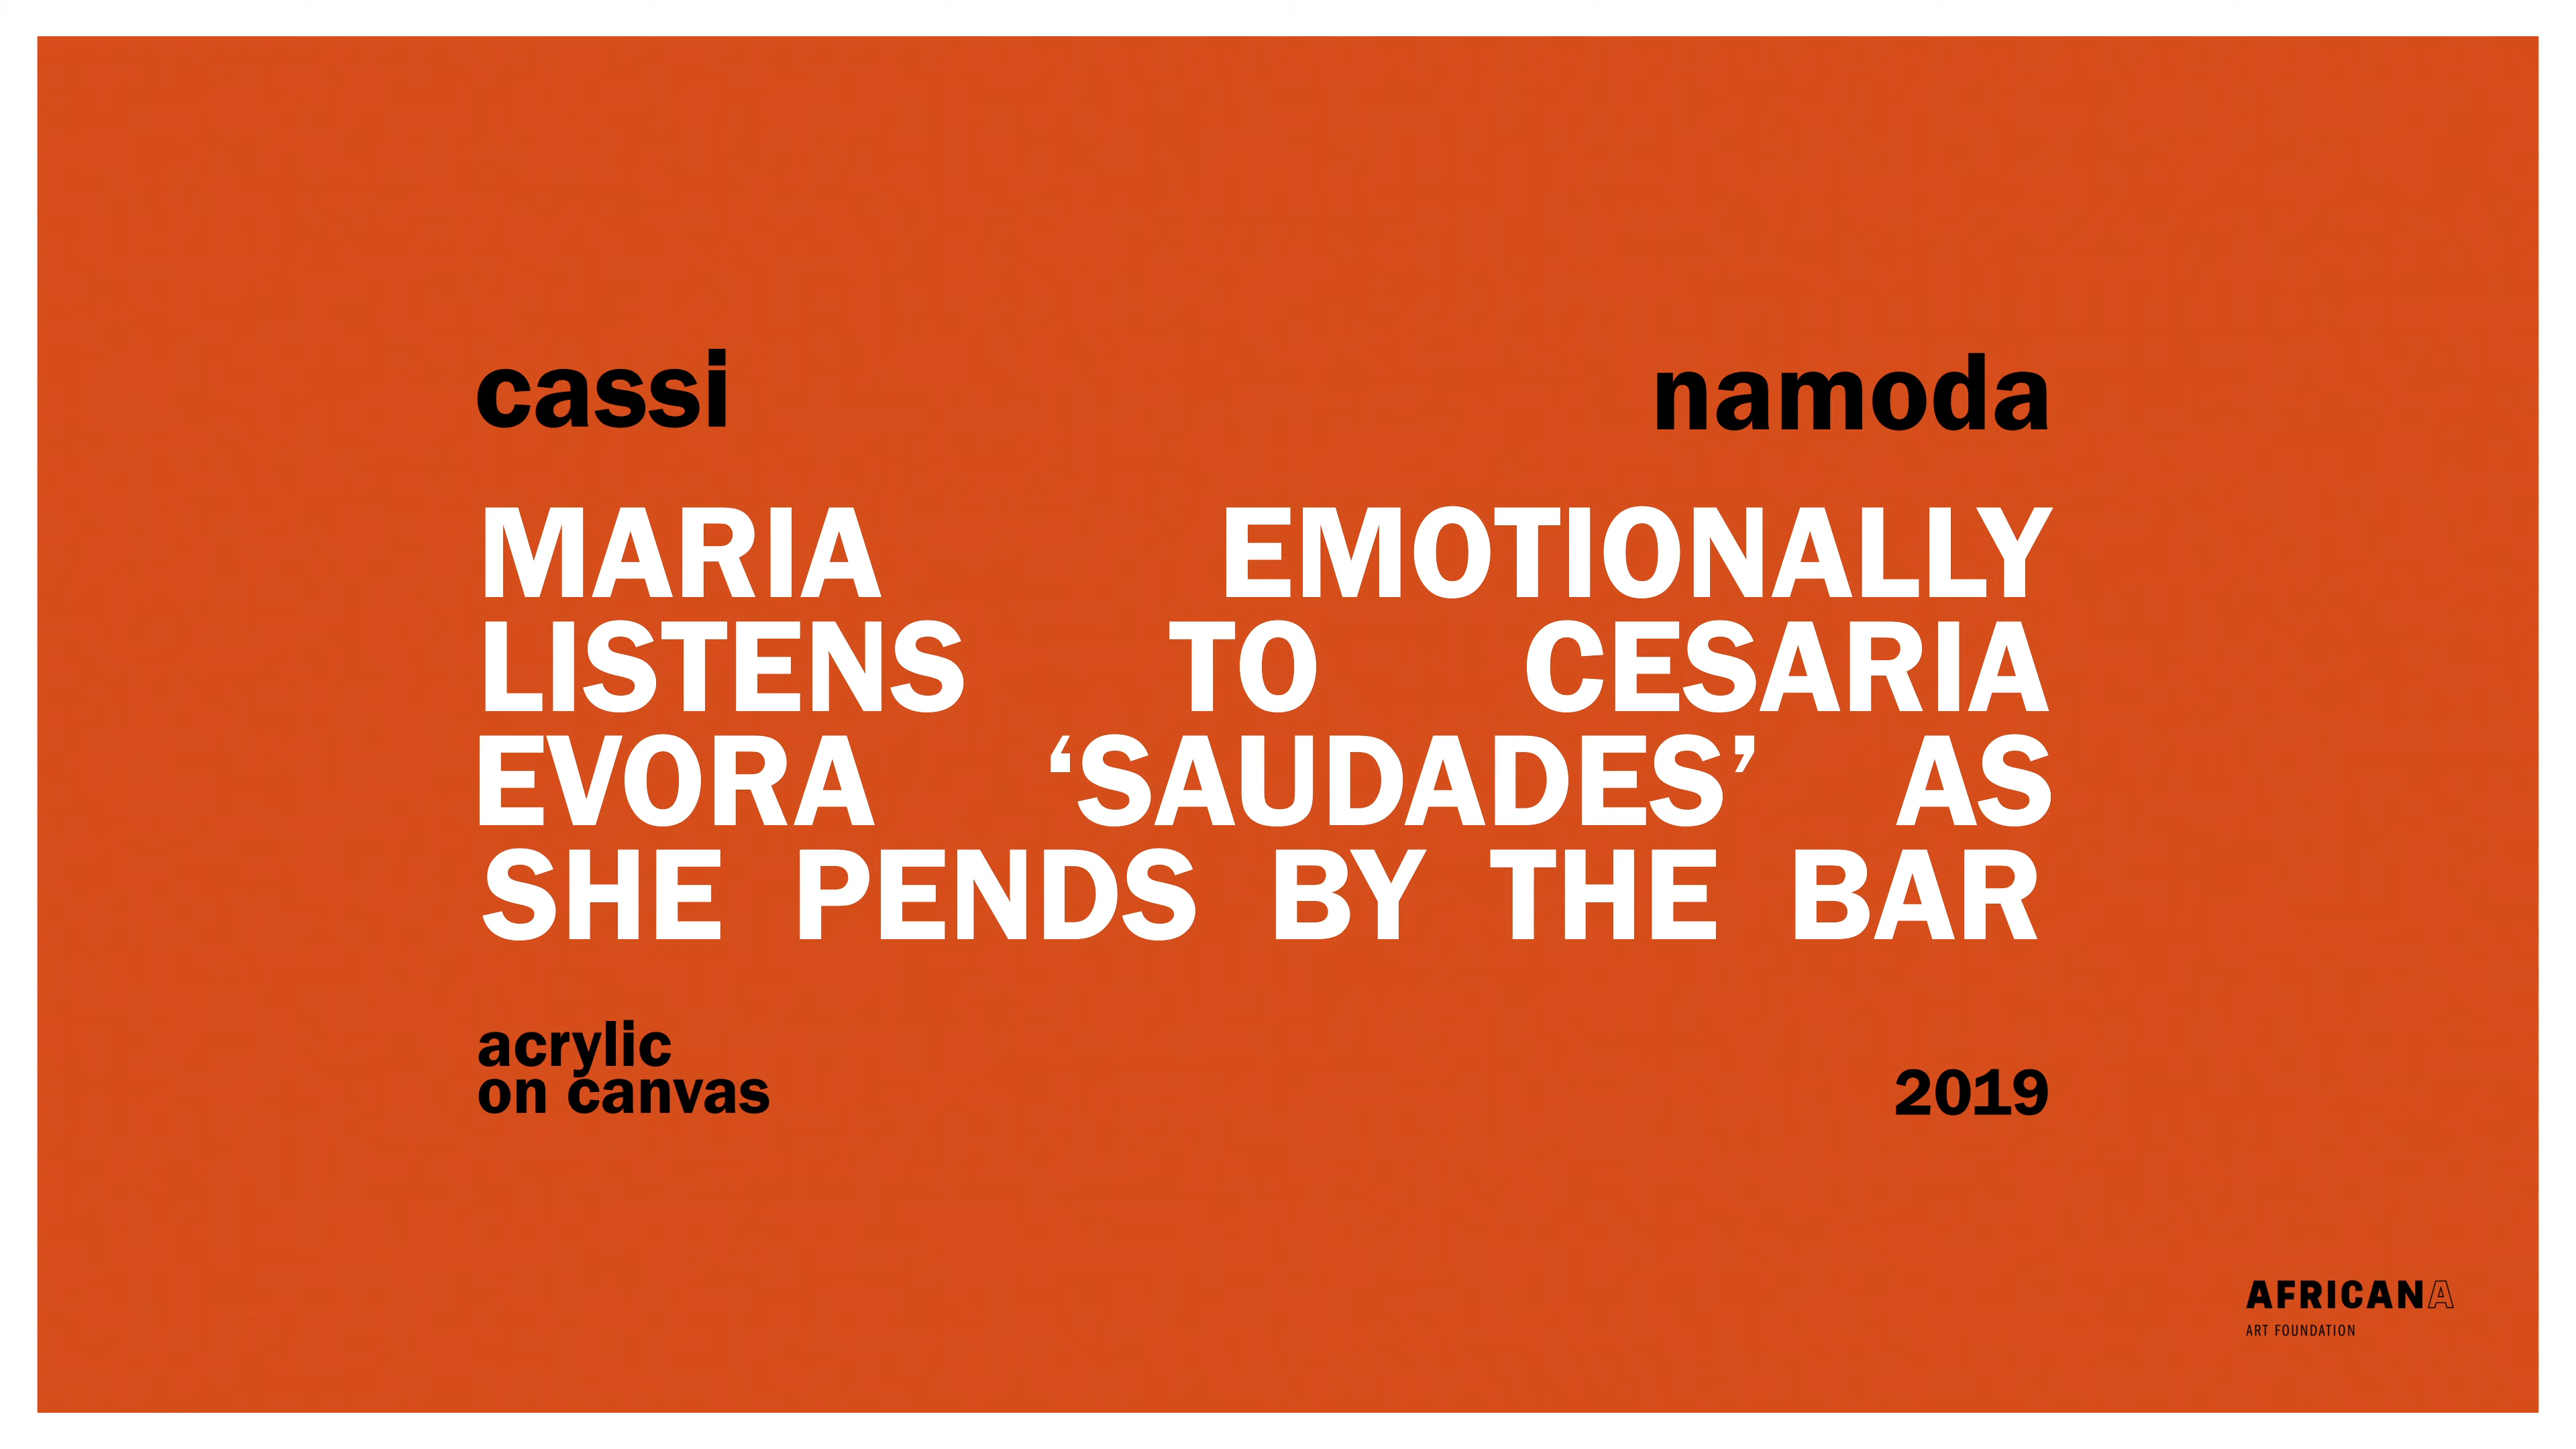 cassi namoda
MARIA EMOTIONALLY
LISTENS TO CESARIA
EVORA ‘SAUDADES’ AS
SHE PENDS BY THE BAR
acrylic
on canvas
2019
AFRICANA
ART FOUNDATION